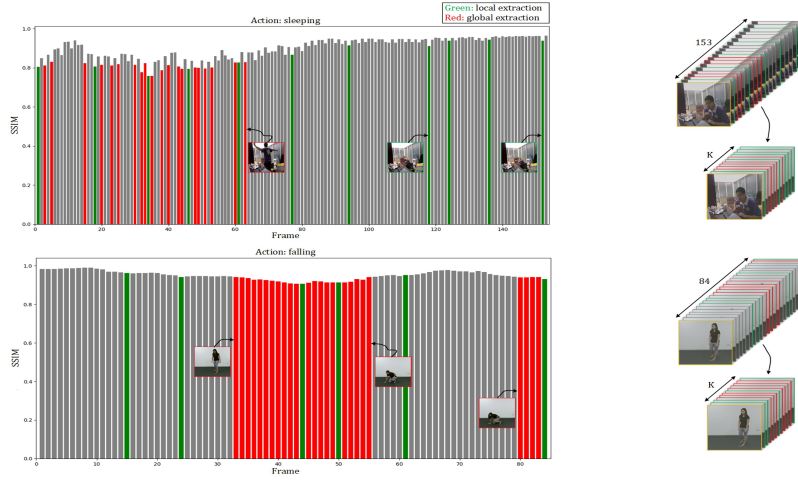 Green: local extraction
Red: global extraction
Action: sleeping
1.0
0.8
0.6
0.4
0.2
0.0
SSIM
0 20 40 60 80 100 120 140
Frame
153
K
Action: falling
1.0
0.8
0.6
0.4
0.2
0.0
SSIM
0 10 20 30 40 50 60 70 80
Frame
84
K